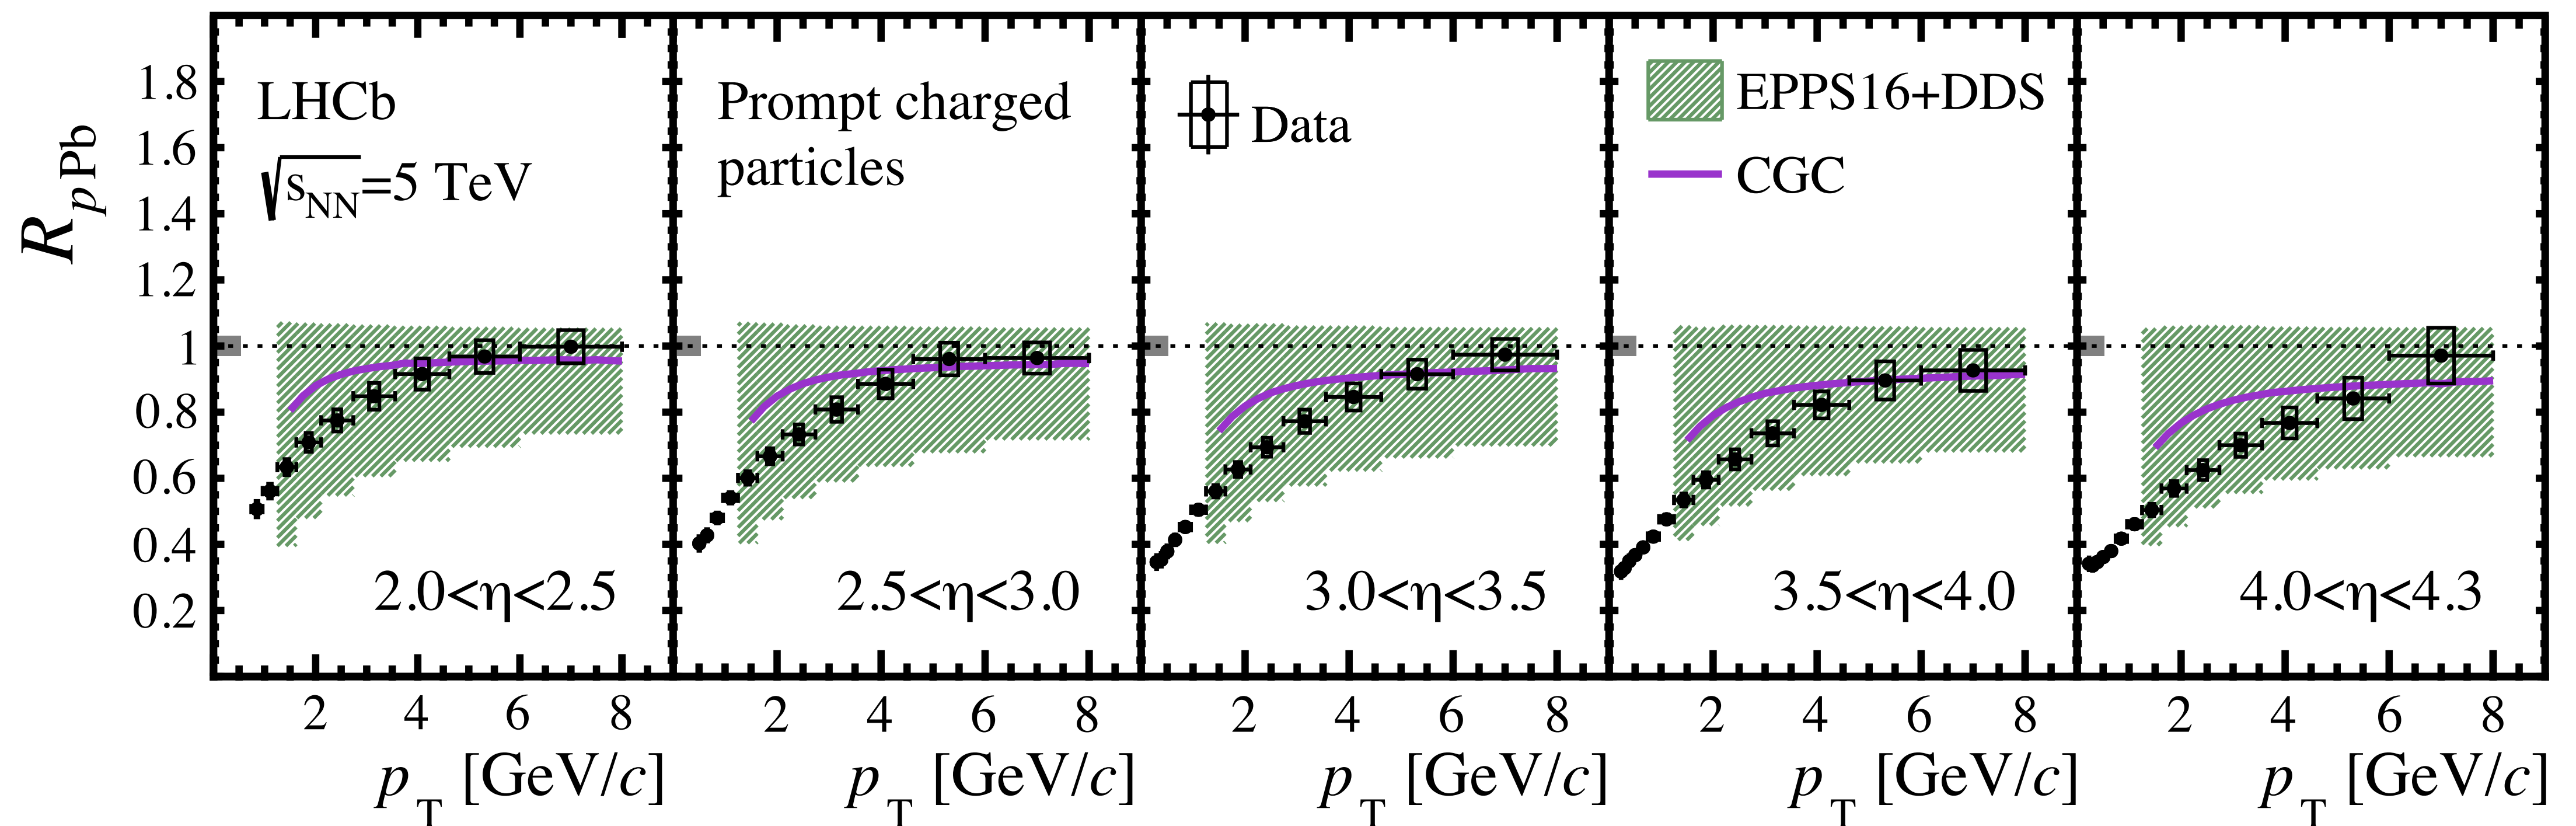 R_pPb
1.8
1.6
1.4
1.2
1
0.8
0.6
0.4
0.2
LHCb
√s_NN=5 TeV
2.0<η<2.5
2 4 6 8
p_T [GeV/c]
Prompt charged
particles
2.5<η<3.0
2 4 6 8
p_T [GeV/c]
Data
3.0<η<3.5
2 4 6 8
p_T [GeV/c]
EPPS16+DDS
CGC
3.5<η<4.0
2 4 6 8
p_T [GeV/c]
4.0<η<4.3
2 4 6 8
p_T [GeV/c]